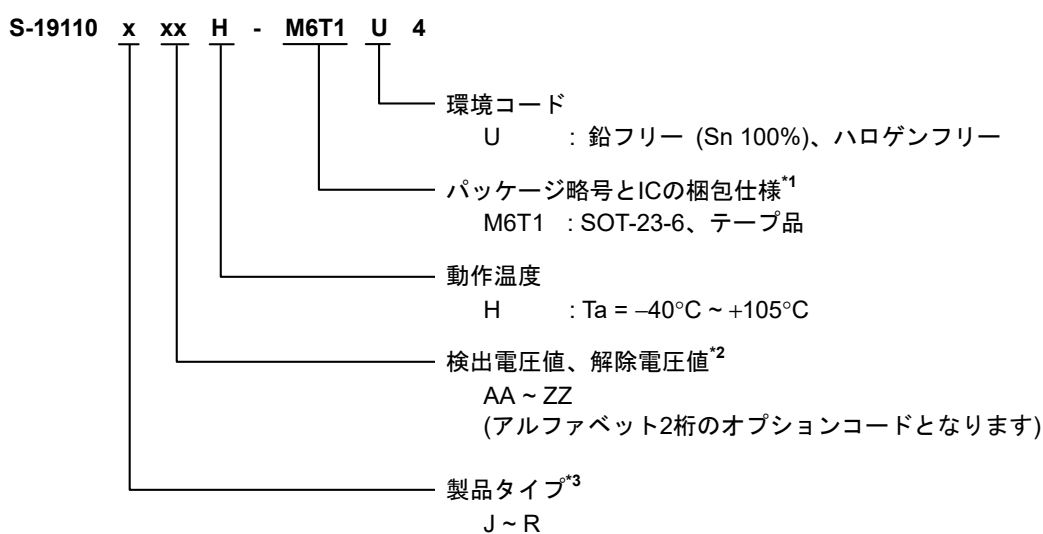 S-19110 x xx H - M6T1 U 4
環境コード
U : 鉛フリー (Sn 100%)、ハロゲンフリー
パッケージ略号とICの梱包仕様*1
M6T1 : SOT-23-6、テープ品
動作温度
H : Ta = −40°C ~ +105°C
検出電圧値、解除電圧値*2
AA ~ ZZ
(アルファベット2桁のオプションコードとなります)
製品タイプ*3
J ~ R